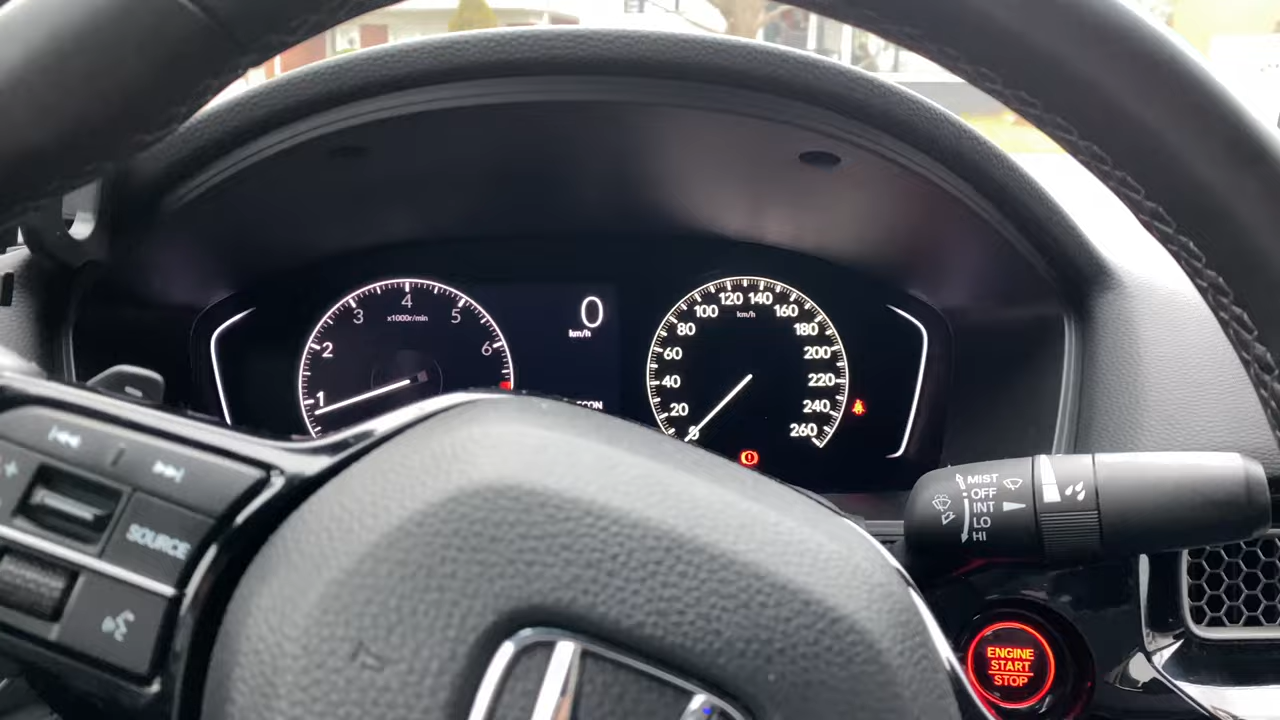 1
2
3
4
5
6
x1000r/min
0
km/h
ECON
0
20
40
60
80
100
120
140
160
180
200
220
240
260
km/h
MIST
OFF
INT
LO
HI
SOURCE
ENGINE
START
STOP